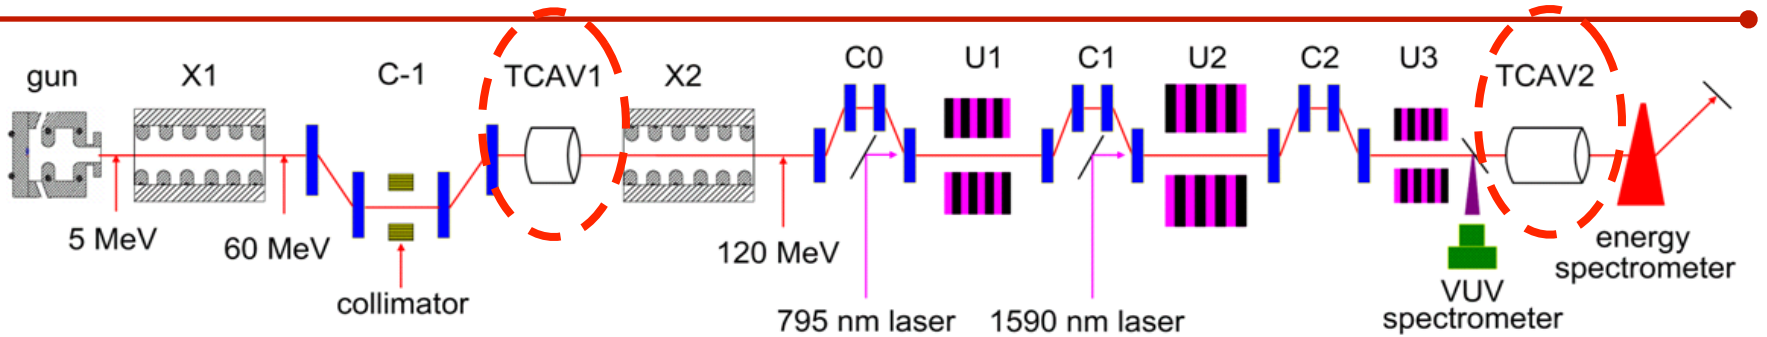 gun
X1
C-1
TCAV1
X2
C0
U1
C1
U2
C2
U3
TCAV2
5 MeV
60 MeV
collimator
120 MeV
795 nm laser
1590 nm laser
VUV
spectrometer
energy
spectrometer